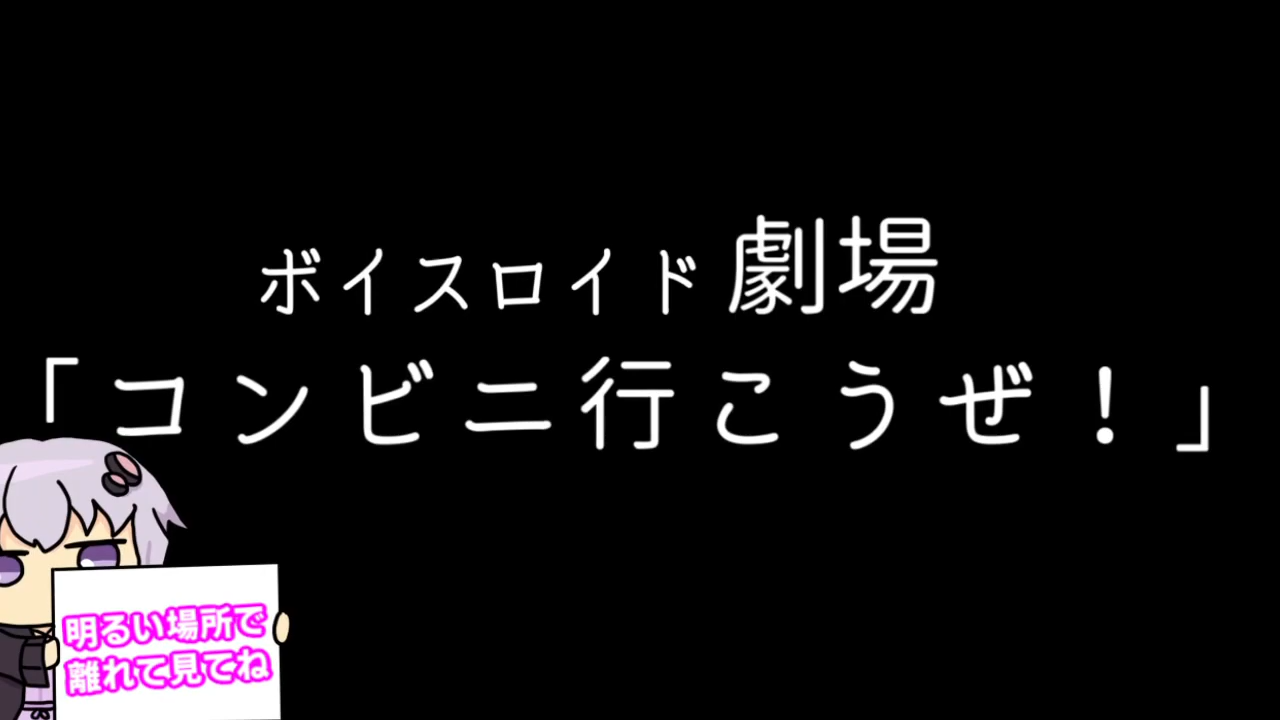 ボイスロイド劇場
「コンビニ行こうぜ！」
明るい場所で
離れて見てね